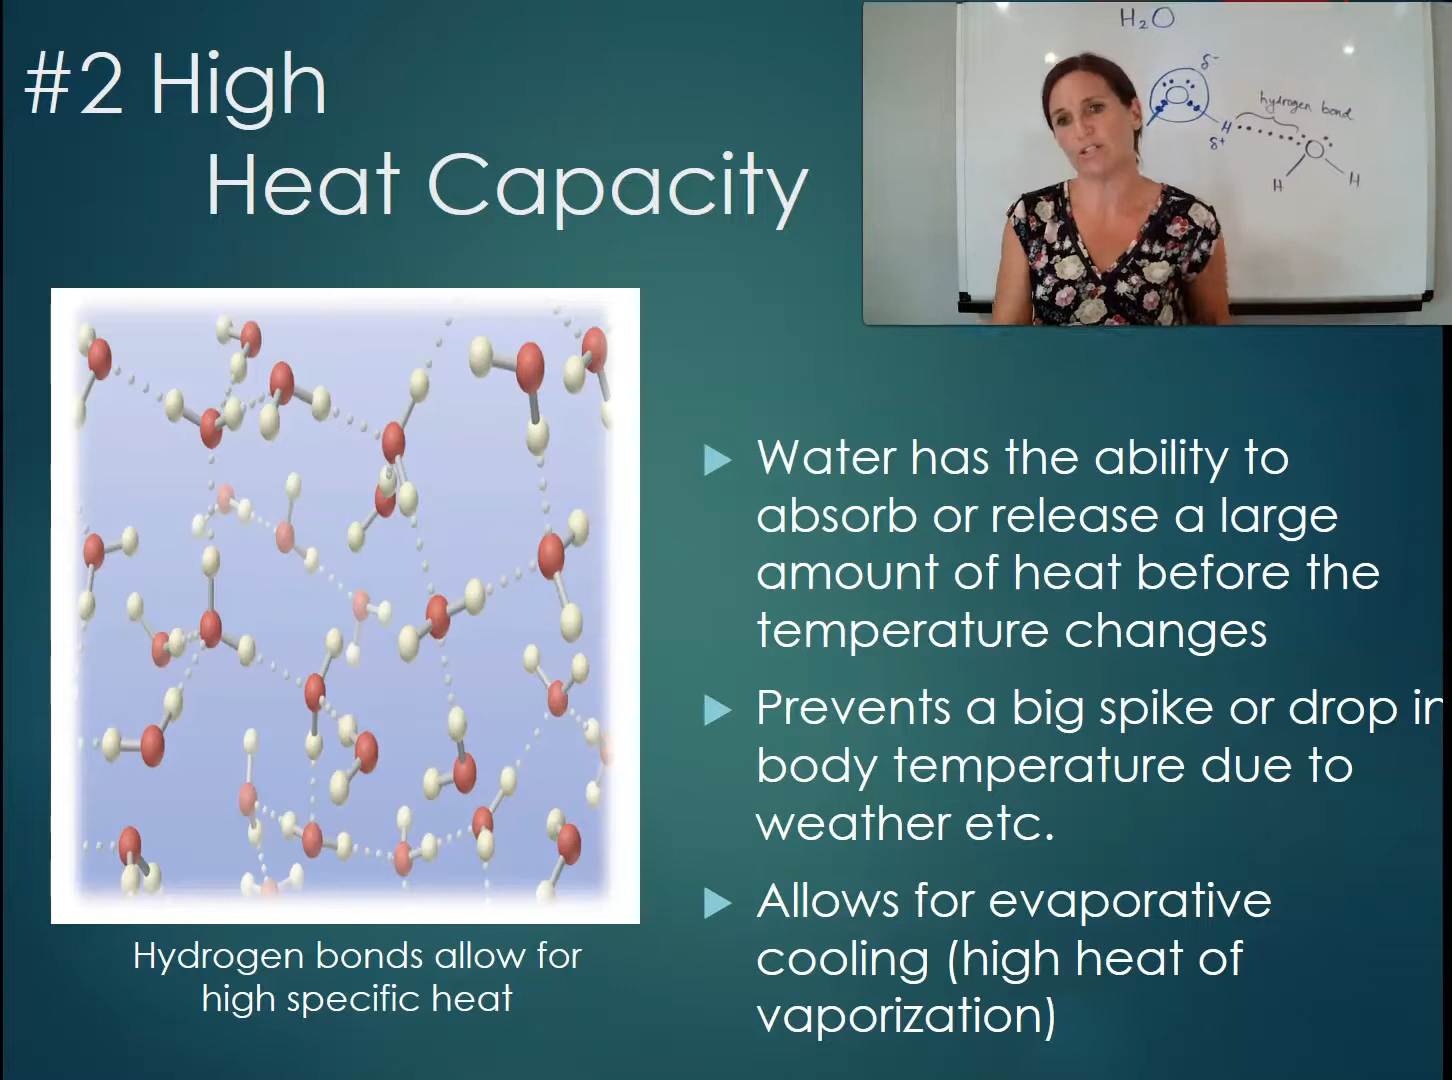 #2 High
Heat Capacity
H₂O
δ⁻
hydrogen bond
H
δ⁺
O
H
H
Water has the ability to
absorb or release a large
amount of heat before the
temperature changes
Prevents a big spike or drop in
body temperature due to
weather etc.
Allows for evaporative
cooling (high heat of
vaporization)
Hydrogen bonds allow for
high specific heat